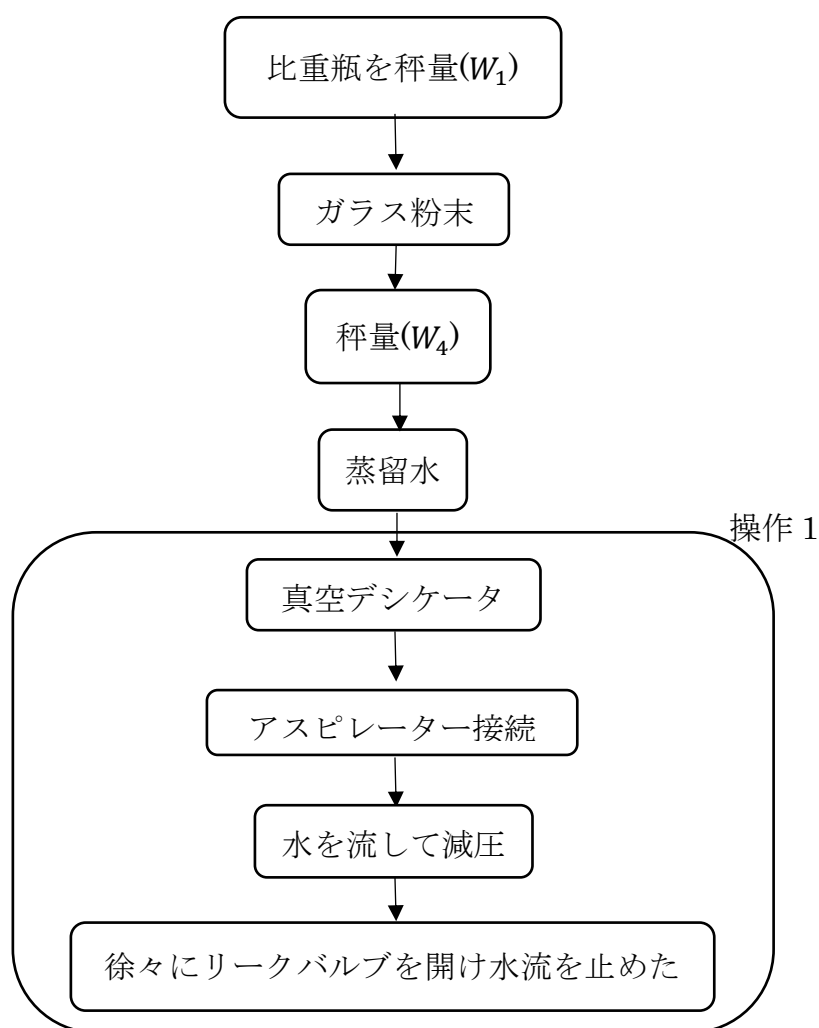 比重瓶を秤量(W₁)
ガラス粉末
秤量(W₄)
蒸留水
操作 1
真空デシケータ
アスピレーター接続
水を流して減圧
徐々にリークバルブを開け水流を止めた